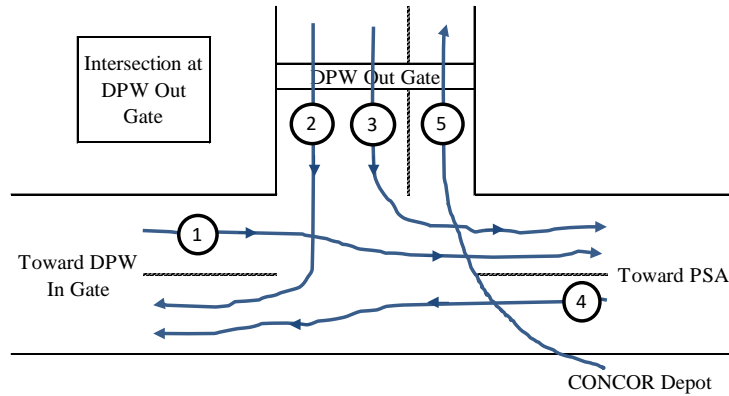 Intersection at
DPW Out
Gate
DPW Out Gate
2
3
5
1
Toward DPW
In Gate
Toward PSA
4
CONCOR Depot